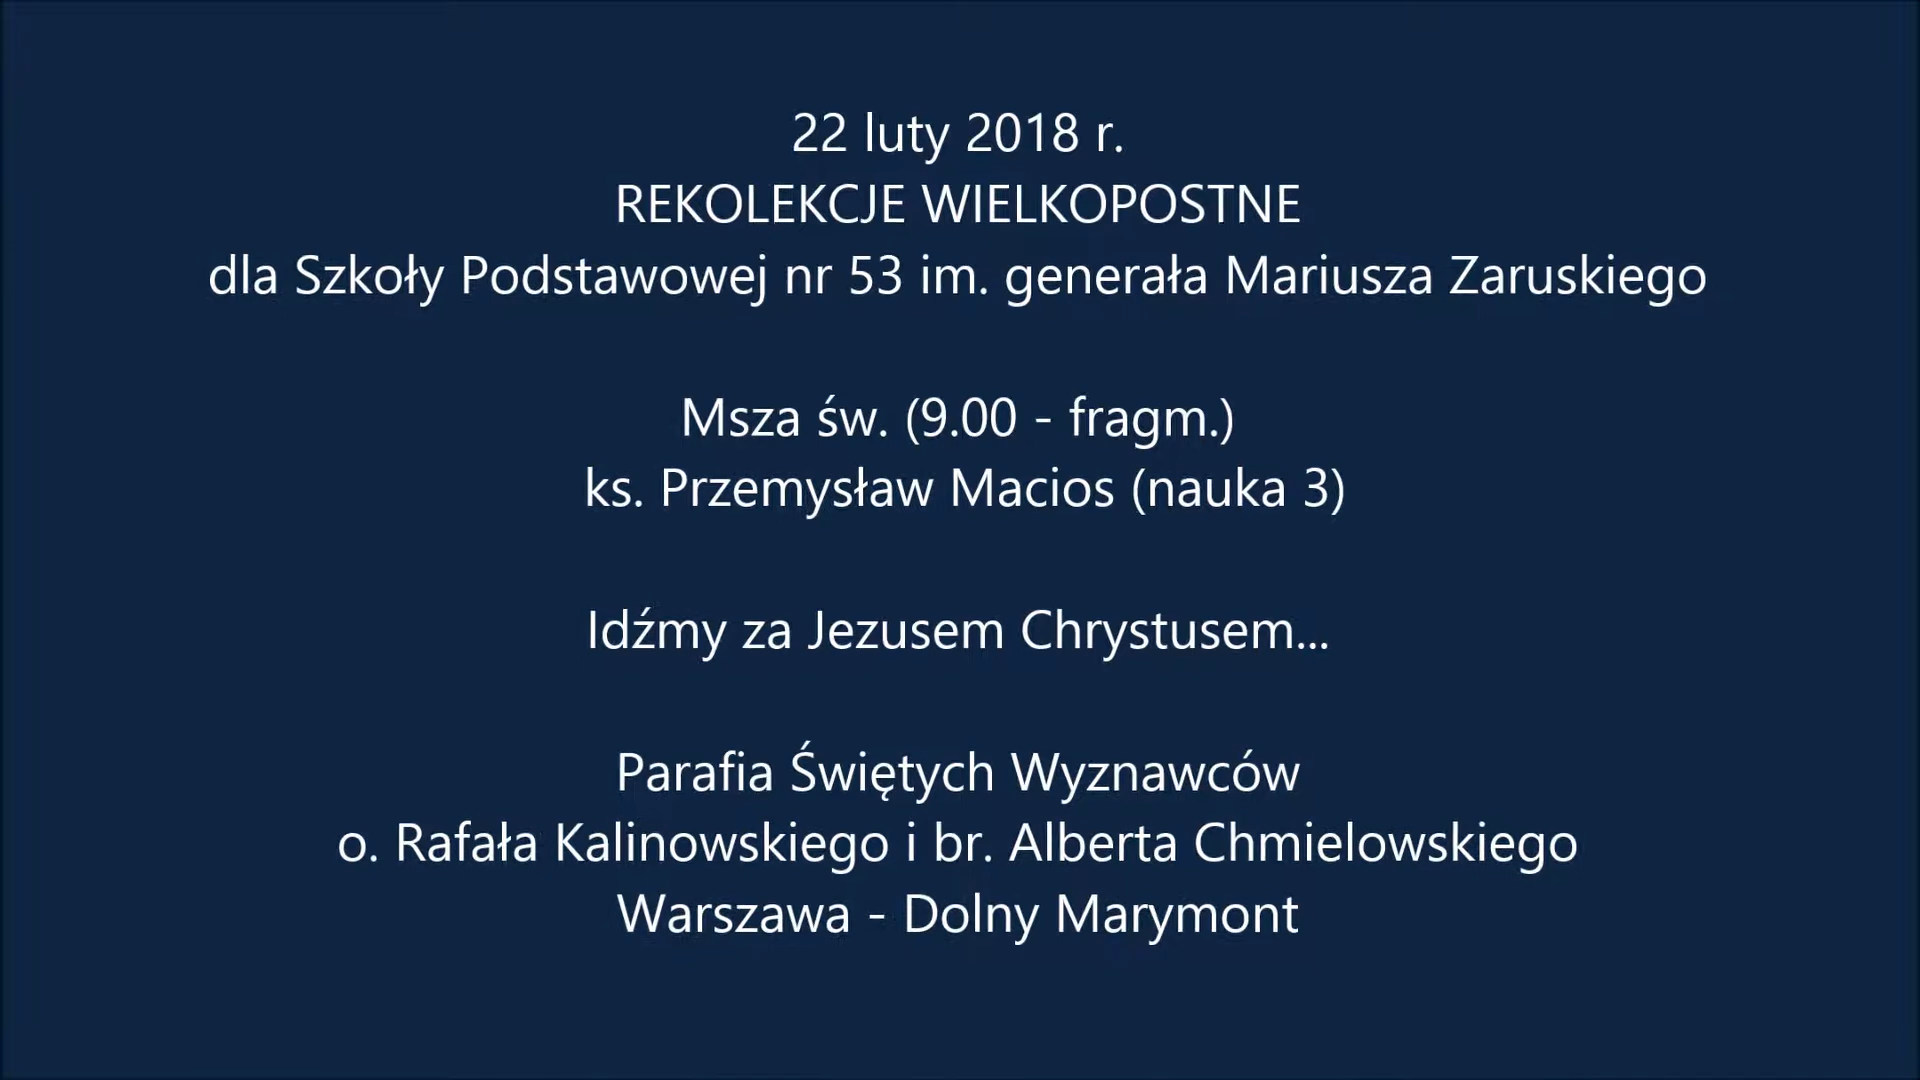 22 luty 2018 r.
REKOLEKCJE WIELKOPOSTNE
dla Szkoły Podstawowej nr 53 im. generała Mariusza Zaruskiego
Msza św. (9.00 - fragm.)
ks. Przemysław Macios (nauka 3)
Idźmy za Jezusem Chrystusem...
Parafia Świętych Wyznawców
o. Rafała Kalinowskiego i br. Alberta Chmielowskiego
Warszawa - Dolny Marymont